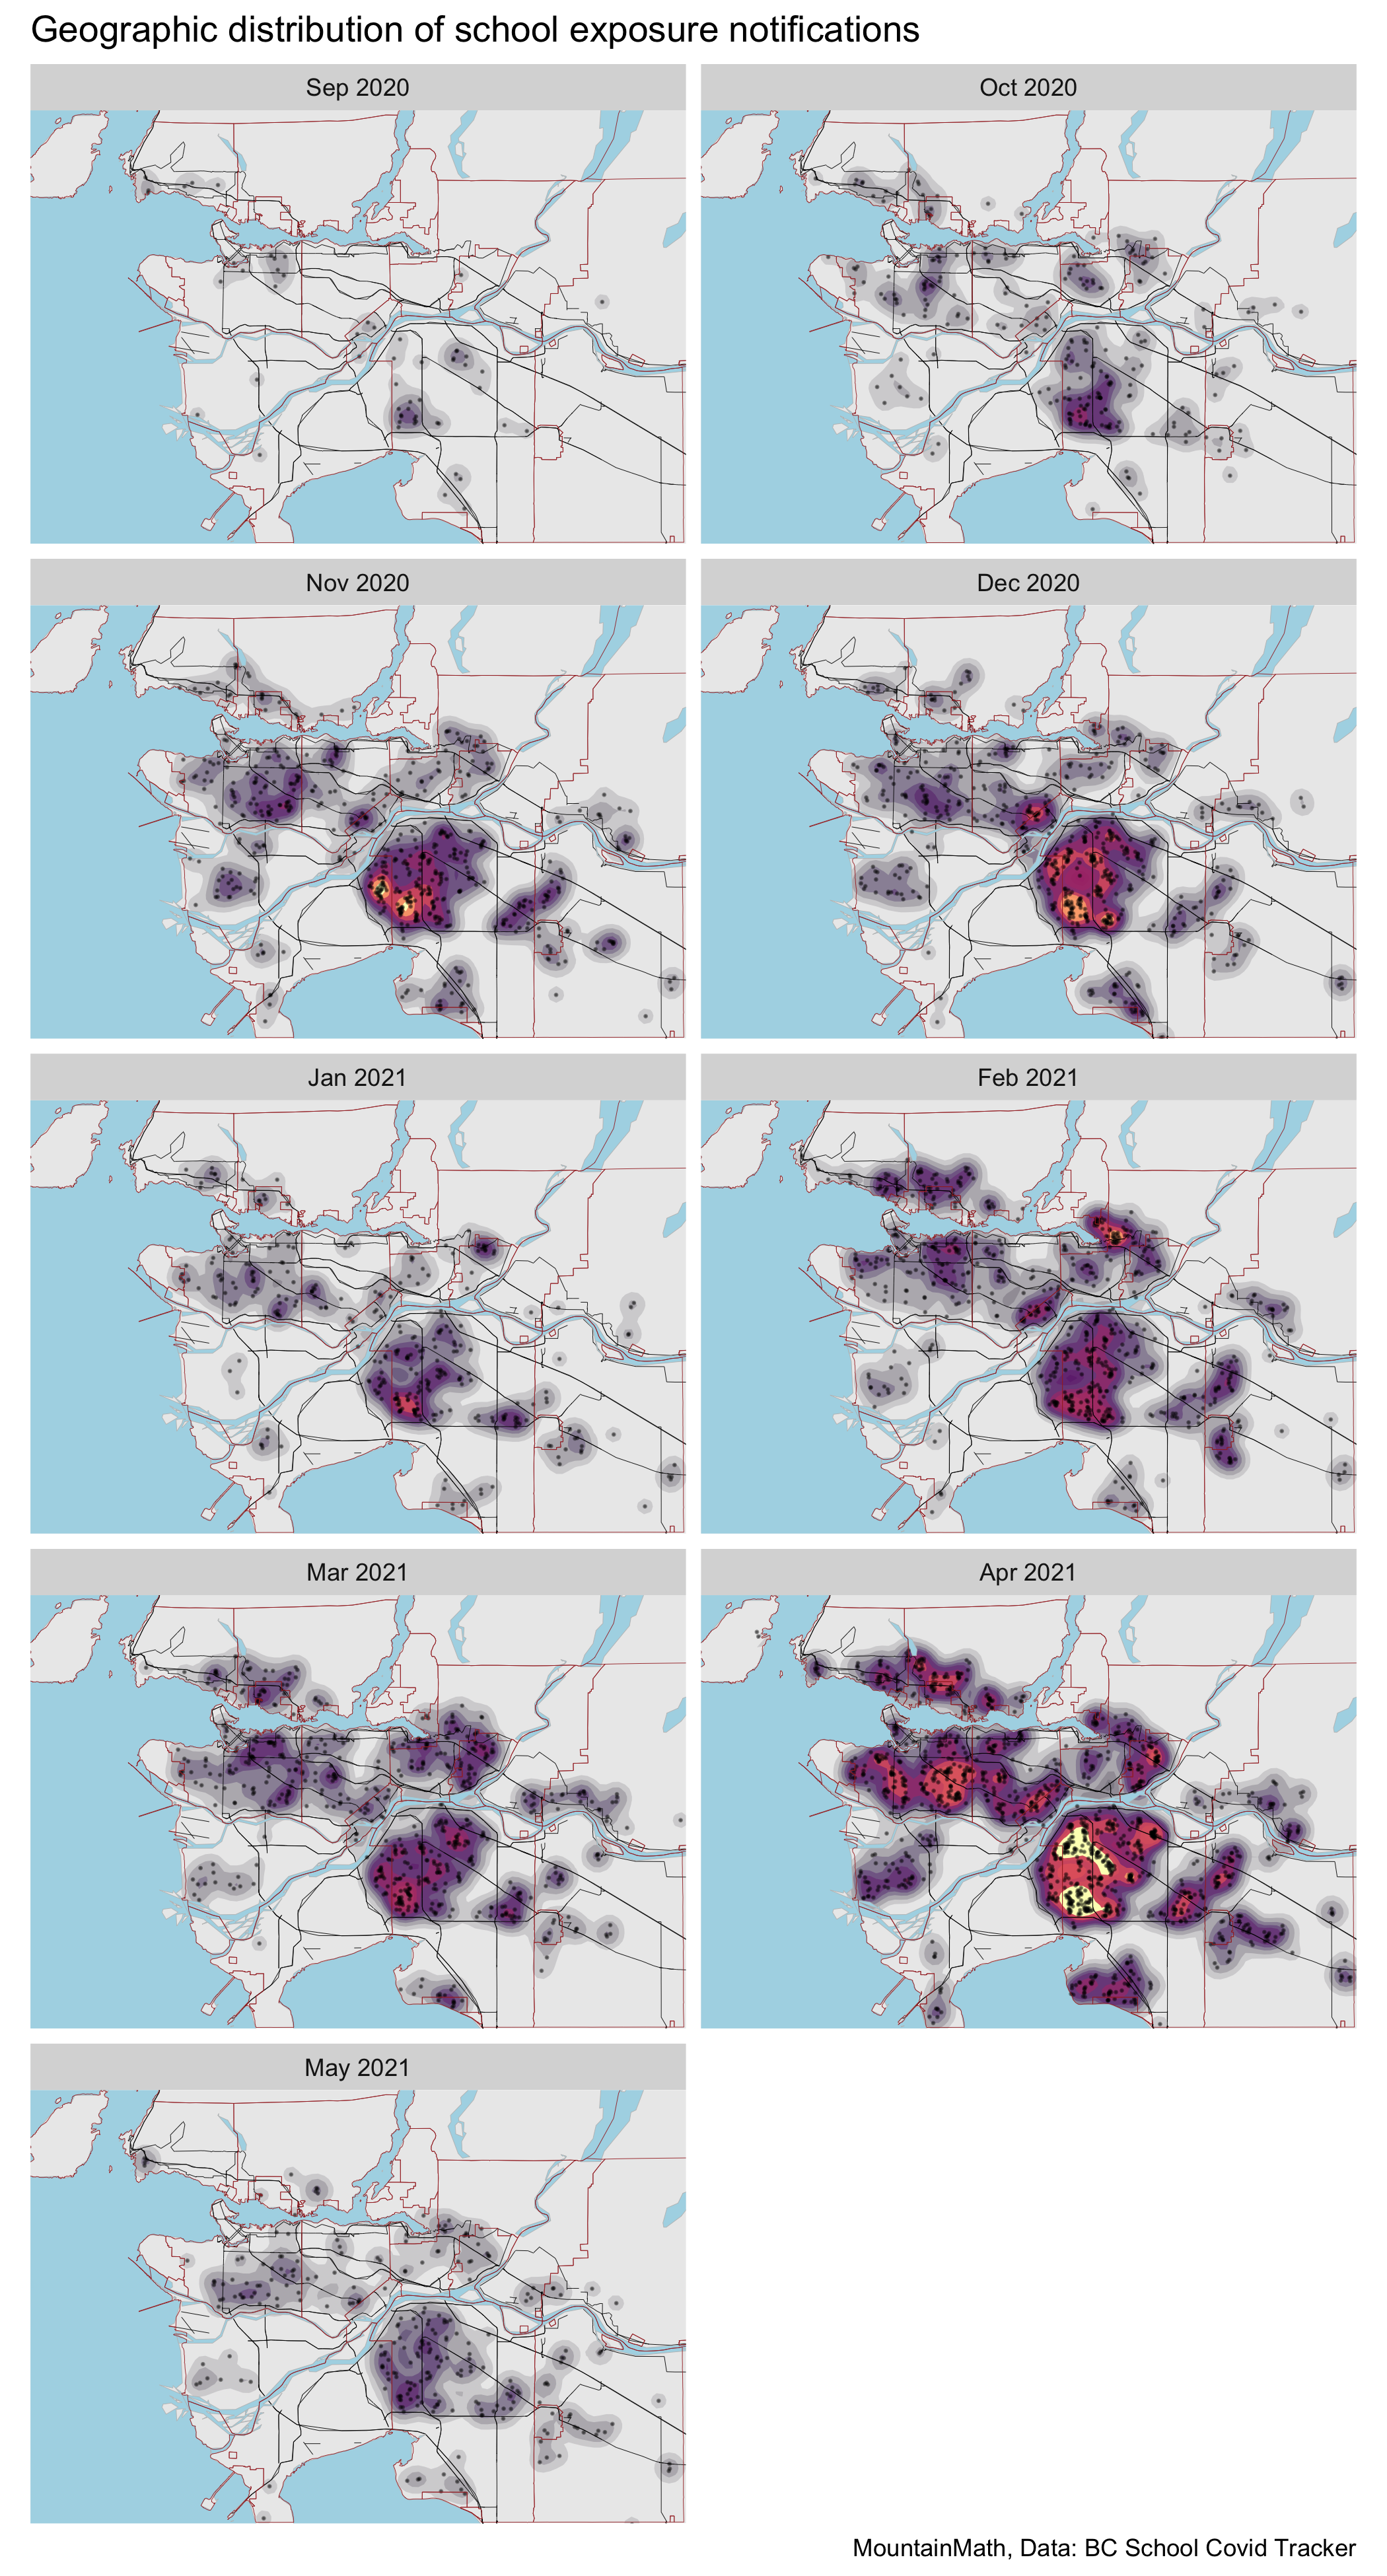 Geographic distribution of school exposure notifications
Sep 2020
Oct 2020
Nov 2020
Dec 2020
Jan 2021
Feb 2021
Mar 2021
Apr 2021
May 2021
MountainMath, Data: BC School Covid Tracker